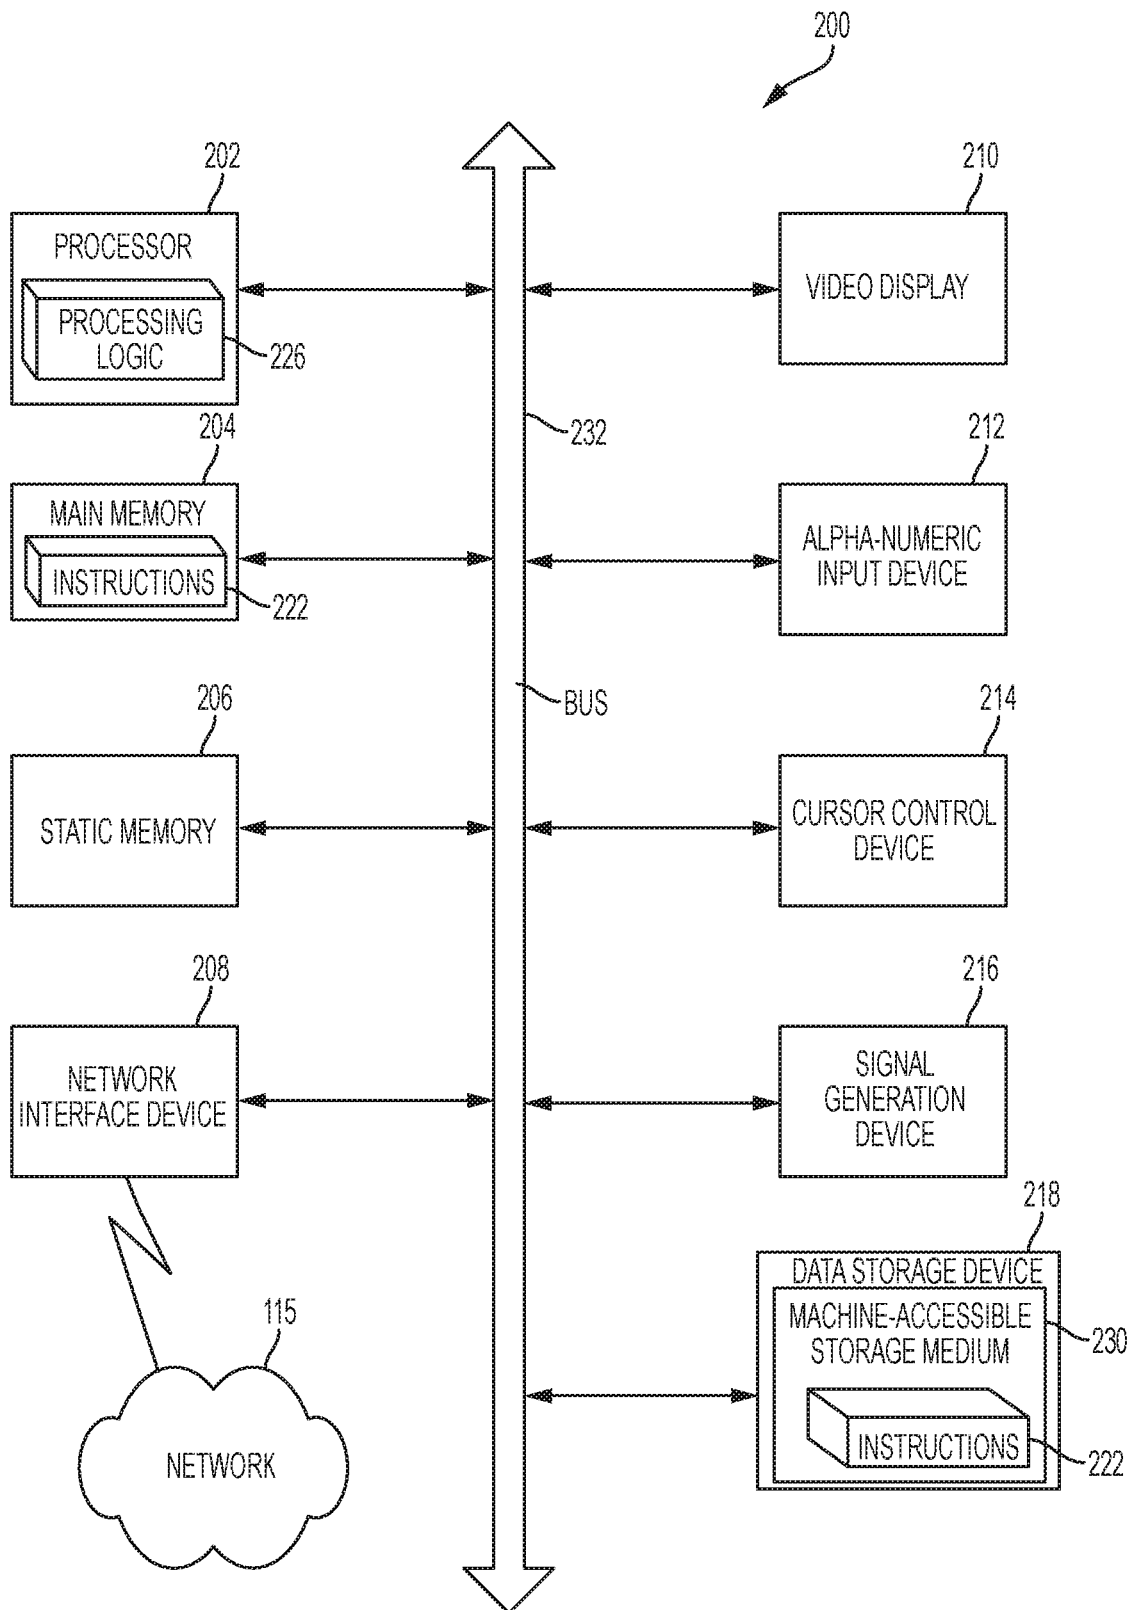 200
202
PROCESSOR
PROCESSING
LOGIC
226
204
MAIN MEMORY
INSTRUCTIONS
222
206
STATIC MEMORY
208
NETWORK
INTERFACE DEVICE
115
NETWORK
232
BUS
210
VIDEO DISPLAY
212
ALPHA-NUMERIC
INPUT DEVICE
214
CURSOR CONTROL
DEVICE
216
SIGNAL
GENERATION
DEVICE
218
DATA STORAGE DEVICE
MACHINE-ACCESSIBLE
STORAGE MEDIUM
230
INSTRUCTIONS
222